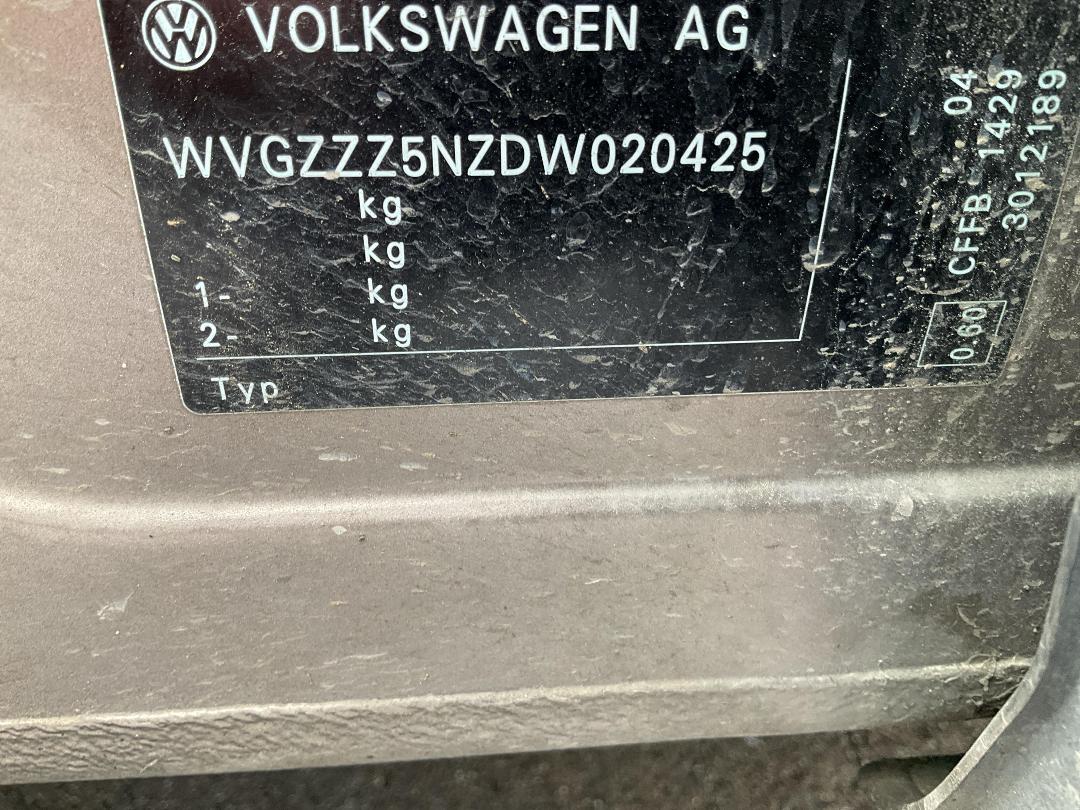 VOLKSWAGEN AG
WVGZZZ5NZDW020425
kg
kg
1- kg
2- kg
Typ
0.60 CFFB 04
1429
3012189